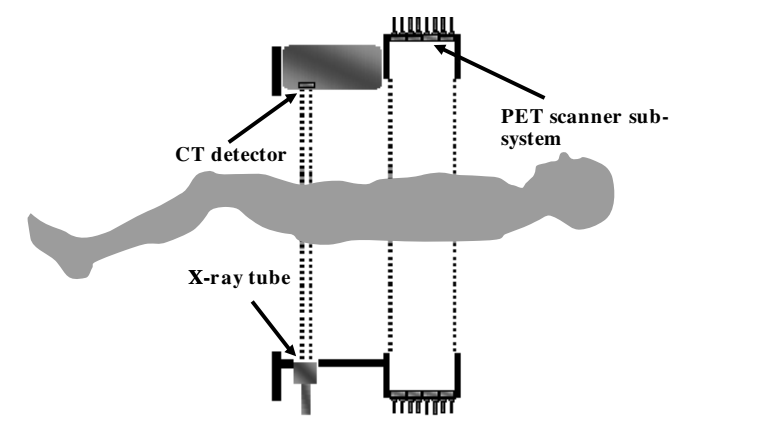 PET scanner sub-
system
CT detector
X-ray tube